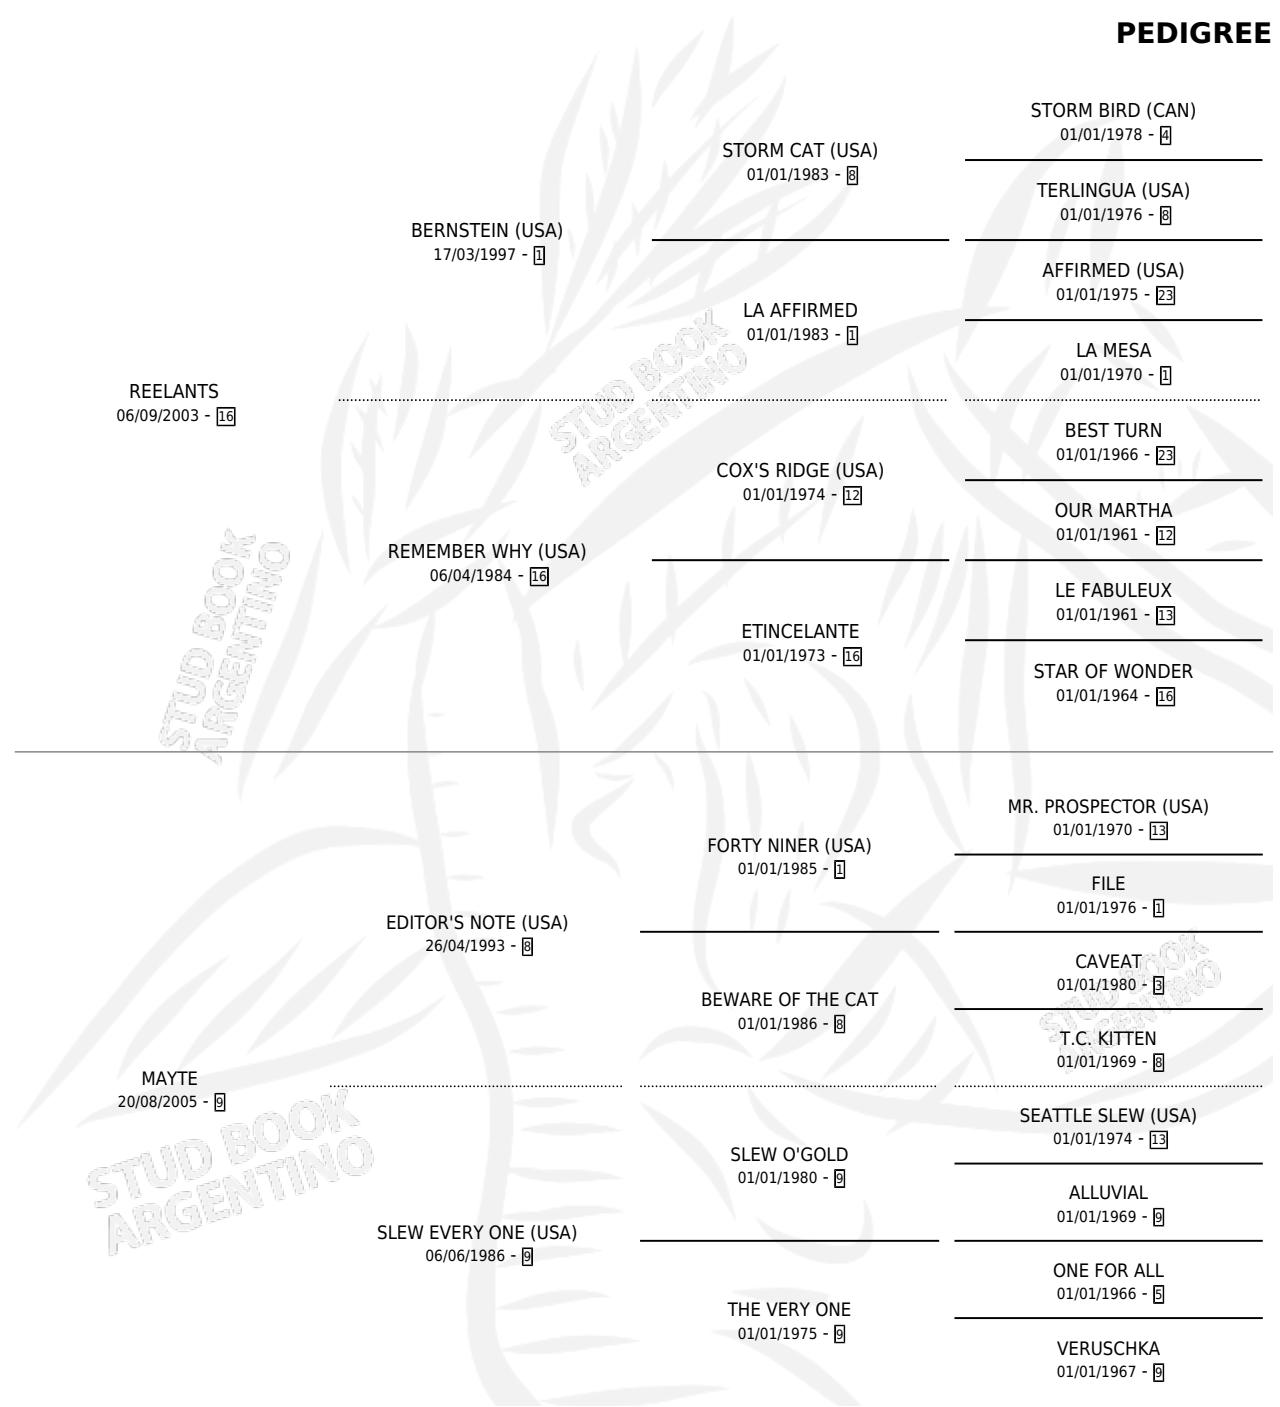 PEDIGREE
STORM BIRD (CAN)
01/01/1978 - 4
STORM CAT (USA)
01/01/1983 - 8
TERLINGUA (USA)
01/01/1976 - 8
BERNSTEIN (USA)
17/03/1997 - 1
AFFIRMED (USA)
01/01/1975 - 23
LA AFFIRMED
01/01/1983 - 1
LA MESA
01/01/1970 - 1
REELANTS
06/09/2003 - 16
BEST TURN
01/01/1966 - 23
COX'S RIDGE (USA)
01/01/1974 - 12
OUR MARTHA
01/01/1961 - 12
REMEMBER WHY (USA)
06/04/1984 - 16
LE FABULEUX
01/01/1961 - 13
ETINCELANTE
01/01/1973 - 16
STAR OF WONDER
01/01/1964 - 16
MR. PROSPECTOR (USA)
01/01/1970 - 13
FORTY NINER (USA)
01/01/1985 - 1
FILE
01/01/1976 - 1
EDITOR'S NOTE (USA)
26/04/1993 - 8
CAVEAT
01/01/1980 - 3
BEWARE OF THE CAT
01/01/1986 - 8
T.C. KITTEN
01/01/1969 - 8
MAYTE
20/08/2005 - 9
SEATTLE SLEW (USA)
01/01/1974 - 13
SLEW O'GOLD
01/01/1980 - 9
ALLUVIAL
01/01/1969 - 9
SLEW EVERY ONE (USA)
06/06/1986 - 9
ONE FOR ALL
01/01/1966 - 5
THE VERY ONE
01/01/1975 - 9
VERUSCHKA
01/01/1967 - 9
STUD BOOK
ARGENTINO
STUD BOOK
ARGENTINO
STUD BOOK
ARGENTINO
STUD BOOK
ARGENTINO